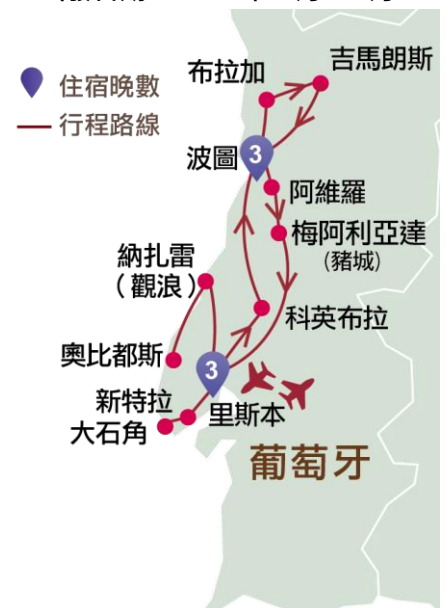 住宿晚數
行程路線
布拉加
吉馬朗斯
波圖
3
阿維羅
梅阿利亞達
(豬城)
納扎雷
（觀浪）
科英布拉
奧比都斯
3
新特拉
里斯本
大石角
葡萄牙